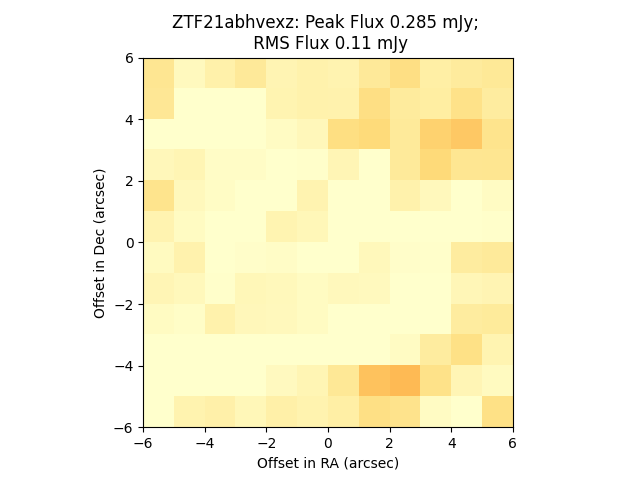 ZTF21abhvexz: Peak Flux 0.285 mJy;
RMS Flux 0.11 mJy
6
4
2
0
−2
−4
−6
Offset in Dec (arcsec)
−6 −4 −2 0 2 4 6
Offset in RA (arcsec)